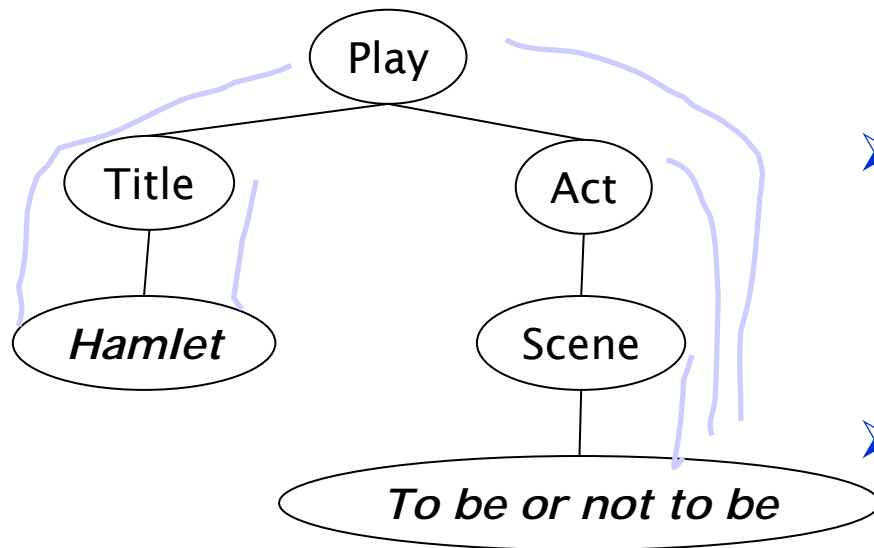 Play
Title
Act
Hamlet
Scene
To be or not to be